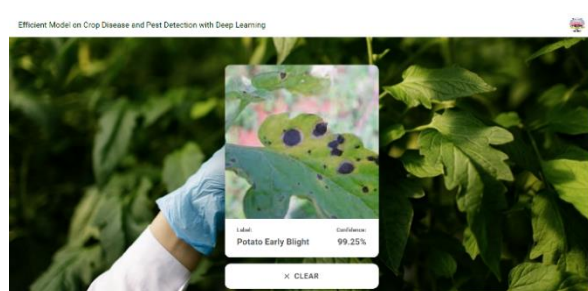 Efficient Model on Crop Disease and Pest Detection with Deep Learning
Label:
Confidence:
Potato Early Blight
99.25%
× CLEAR